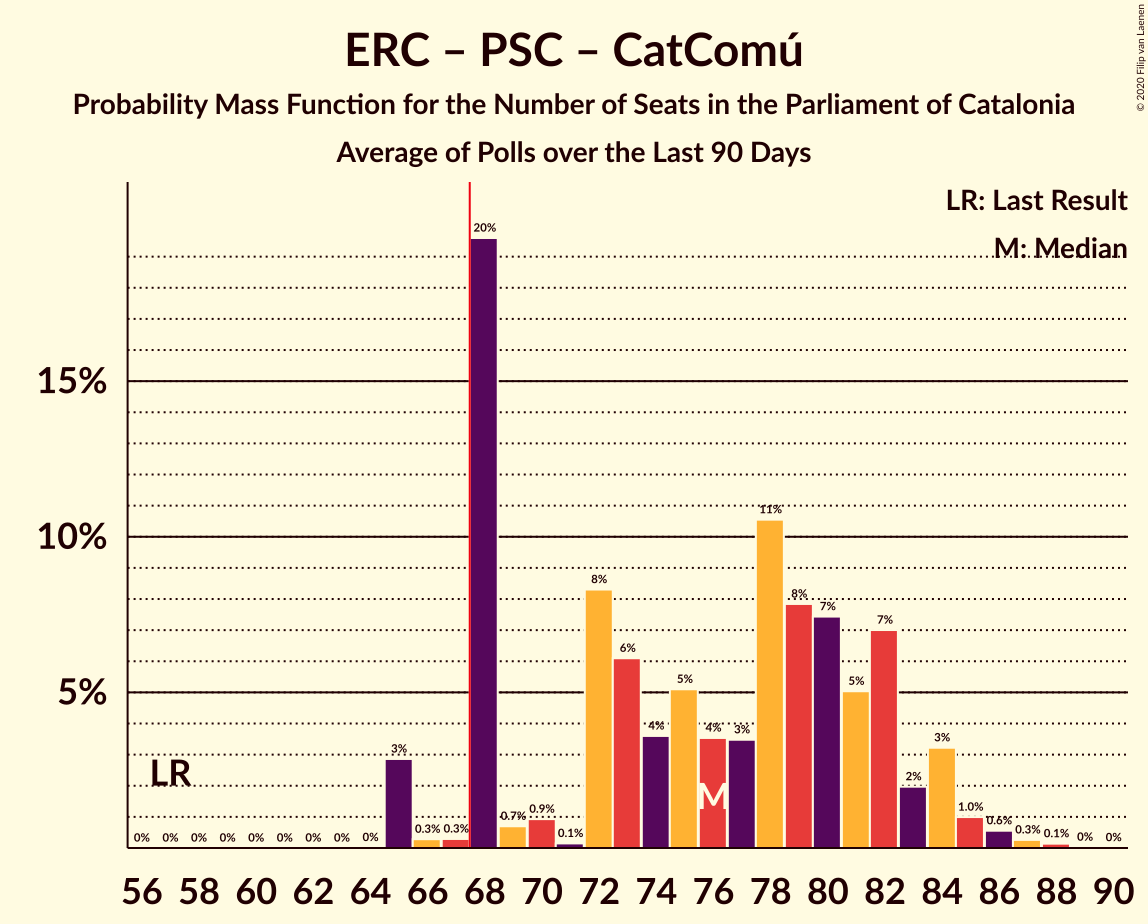 ERC – PSC – CatComú
Probability Mass Function for the Number of Seats in the Parliament of Catalonia
Average of Polls over the Last 90 Days
© 2020 Filip van Laenen
LR: Last Result
M: Median
15%
10%
5%
LR
M
0% 0% 0% 0% 0% 0% 0% 0% 0% 3% 0.3% 0.3% 20% 0.7% 0.9% 0.1% 8% 6% 4% 5% 4% 3% 11% 8% 7% 5% 7% 2% 3% 1.0% 0.6% 0.3% 0.1% 0% 0%
56 58 60 62 64 66 68 70 72 74 76 78 80 82 84 86 88 90